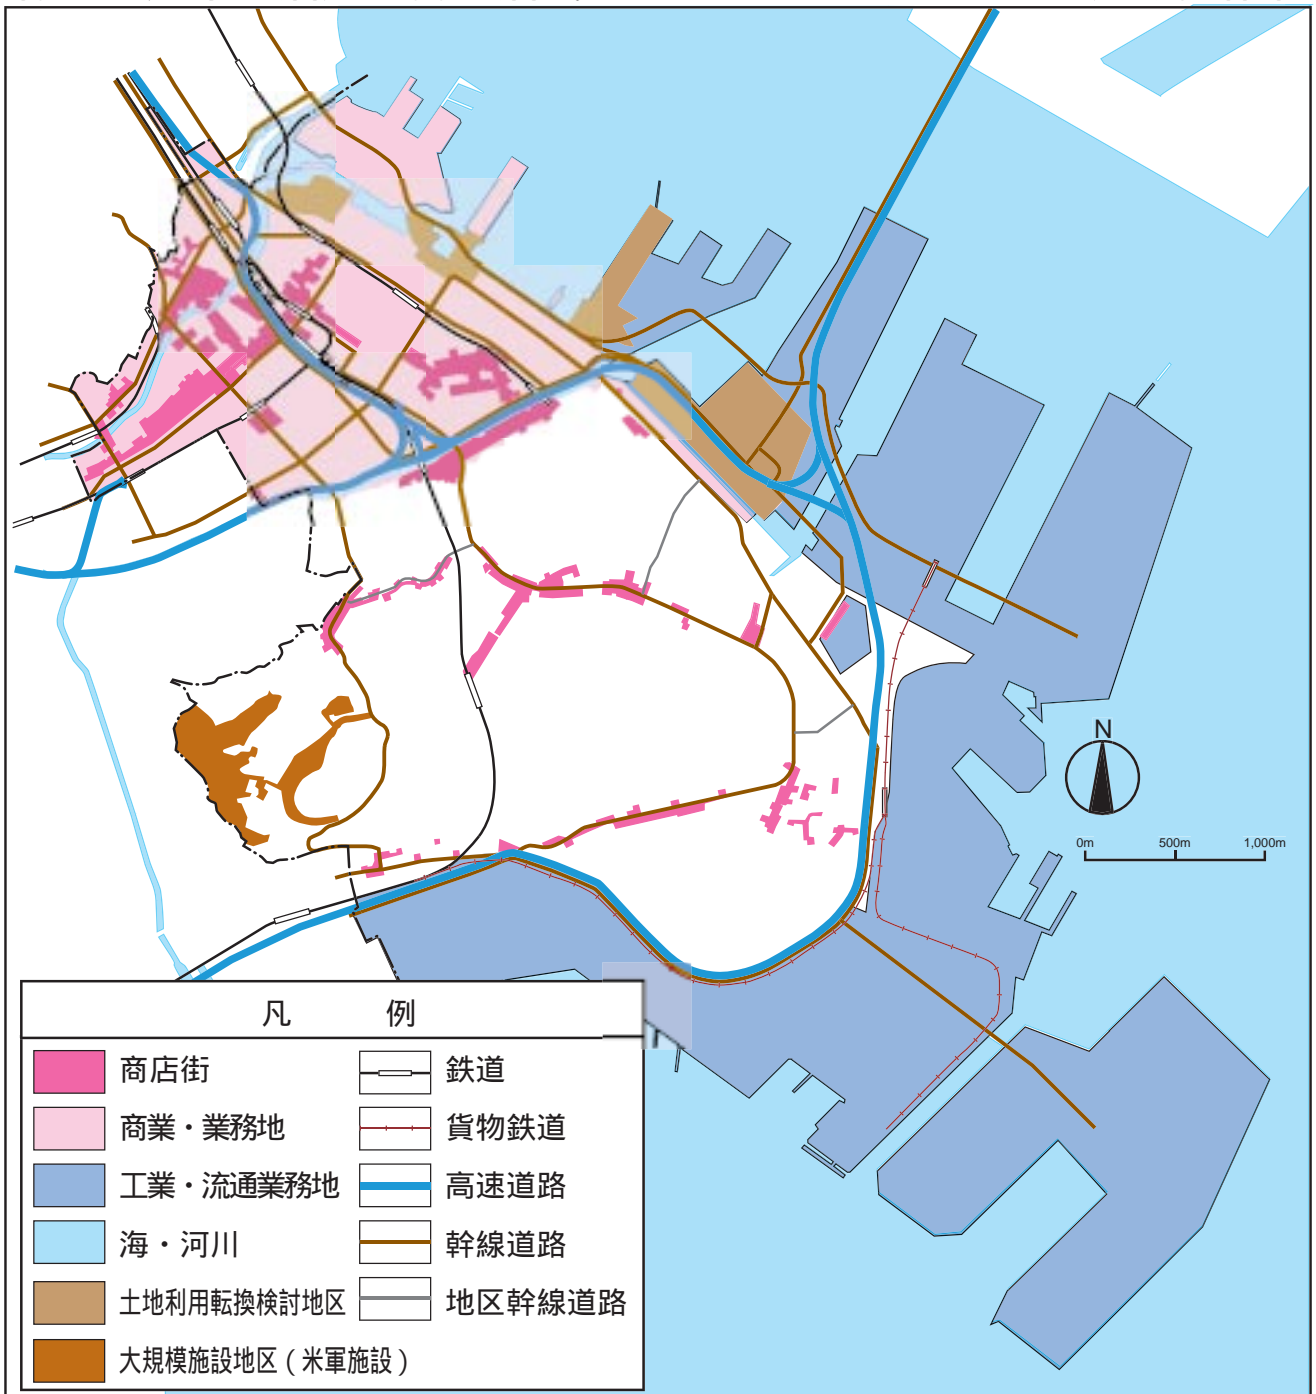 N
0m 500m 1,000m
凡 例
商店街
商業・業務地
工業・流通業務地
海・河川
土地利用転換検討地区
大規模施設地区(米軍施設)
鉄道
貨物鉄道
高速道路
幹線道路
地区幹線道路